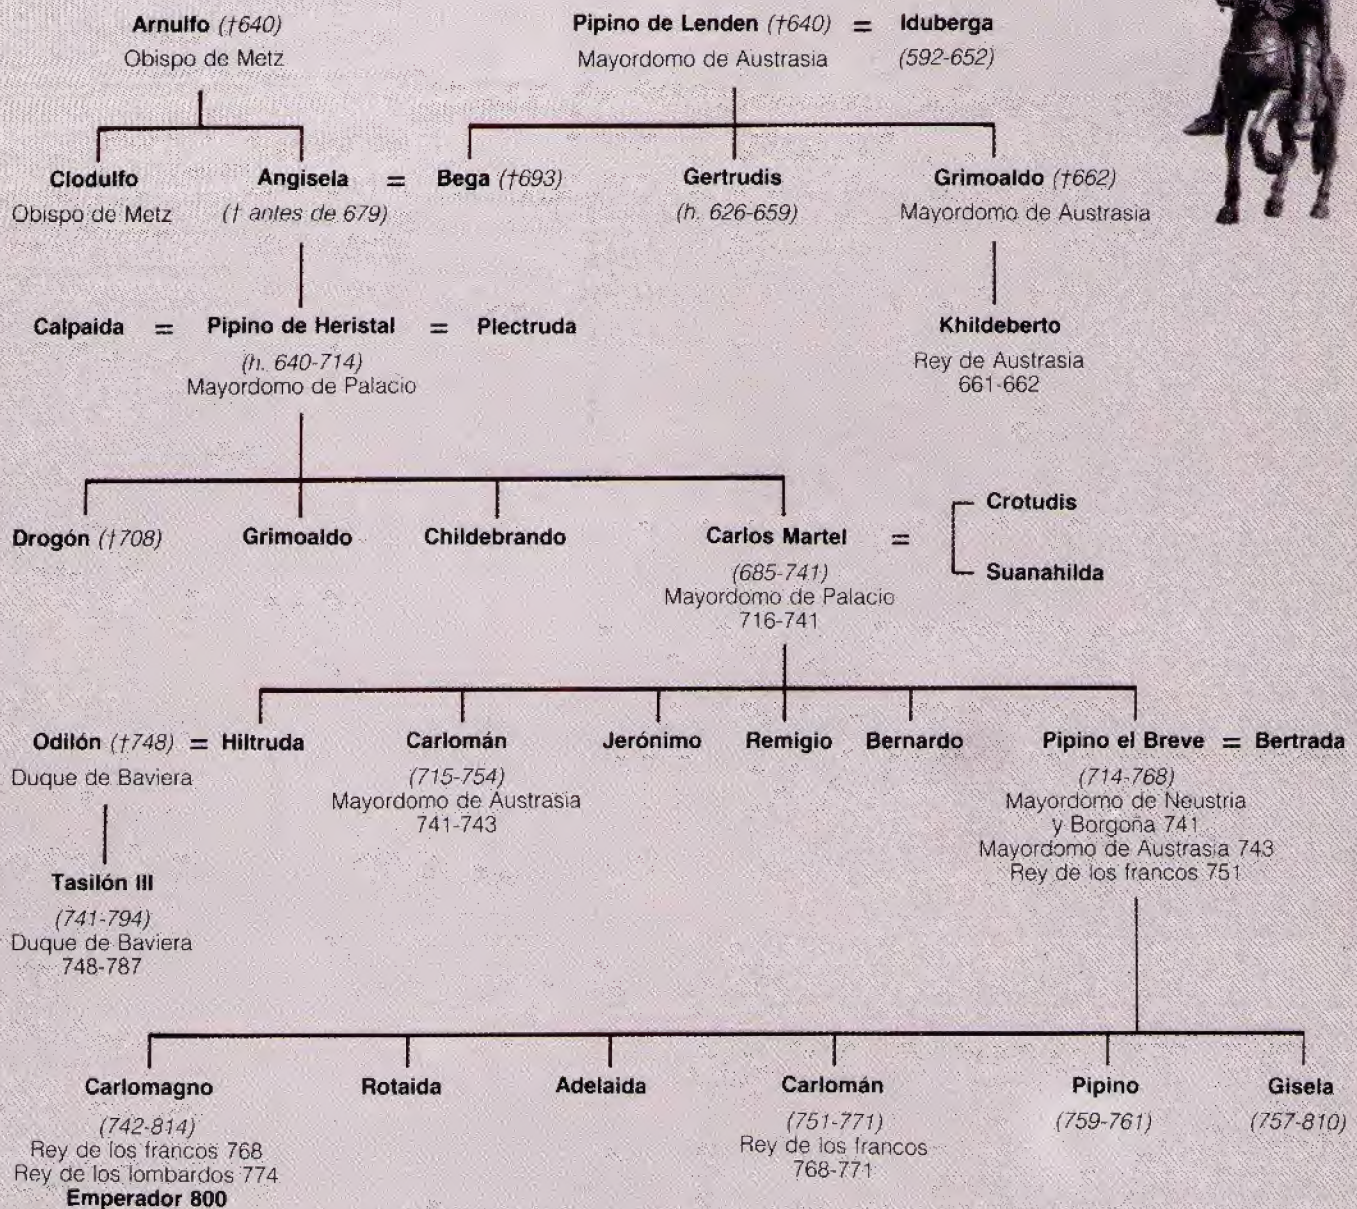 Arnulfo (†640)
Obispo de Metz
Pipino de Lenden (†640) = Iduberga
Mayordomo de Austrasia
(592-652)
Clodulfo
Obispo de Metz
Angisela = Bega (†693)
(† antes de 679)
Gertrudis
(h. 626-659)
Grimoaldo (†662)
Mayordomo de Austrasia
Calpaida = Pipino de Heristal = Plectruda
(h. 640-714)
Mayordomo de Palacio
Khildeberto
Rey de Austrasia
661-662
Drogón (†708)
Grimoaldo
Childebrando
Carlos Martel =
(685-741)
Mayordomo de Palacio
716-741
Crotudis
Suanahilda
Odilón (†748) = Hiltruda
Duque de Baviera
Carlomán
(715-754)
Mayordomo de Austrasia
741-743
Jerónimo
Remigio
Bernardo
Pipino el Breve = Bertrada
(714-768)
Mayordomo de Neustria
y Borgoña 741
Mayordomo de Austrasia 743
Rey de los francos 751
Tasilón III
(741-794)
Duque de Baviera
748-787
Carlomagno
(742-814)
Rey de los francos 768
Rey de los lombardos 774
Emperador 800
Rotaida
Adelaida
Carlomán
(751-771)
Rey de los francos
768-771
Pipino
(759-761)
Gisela
(757-810)